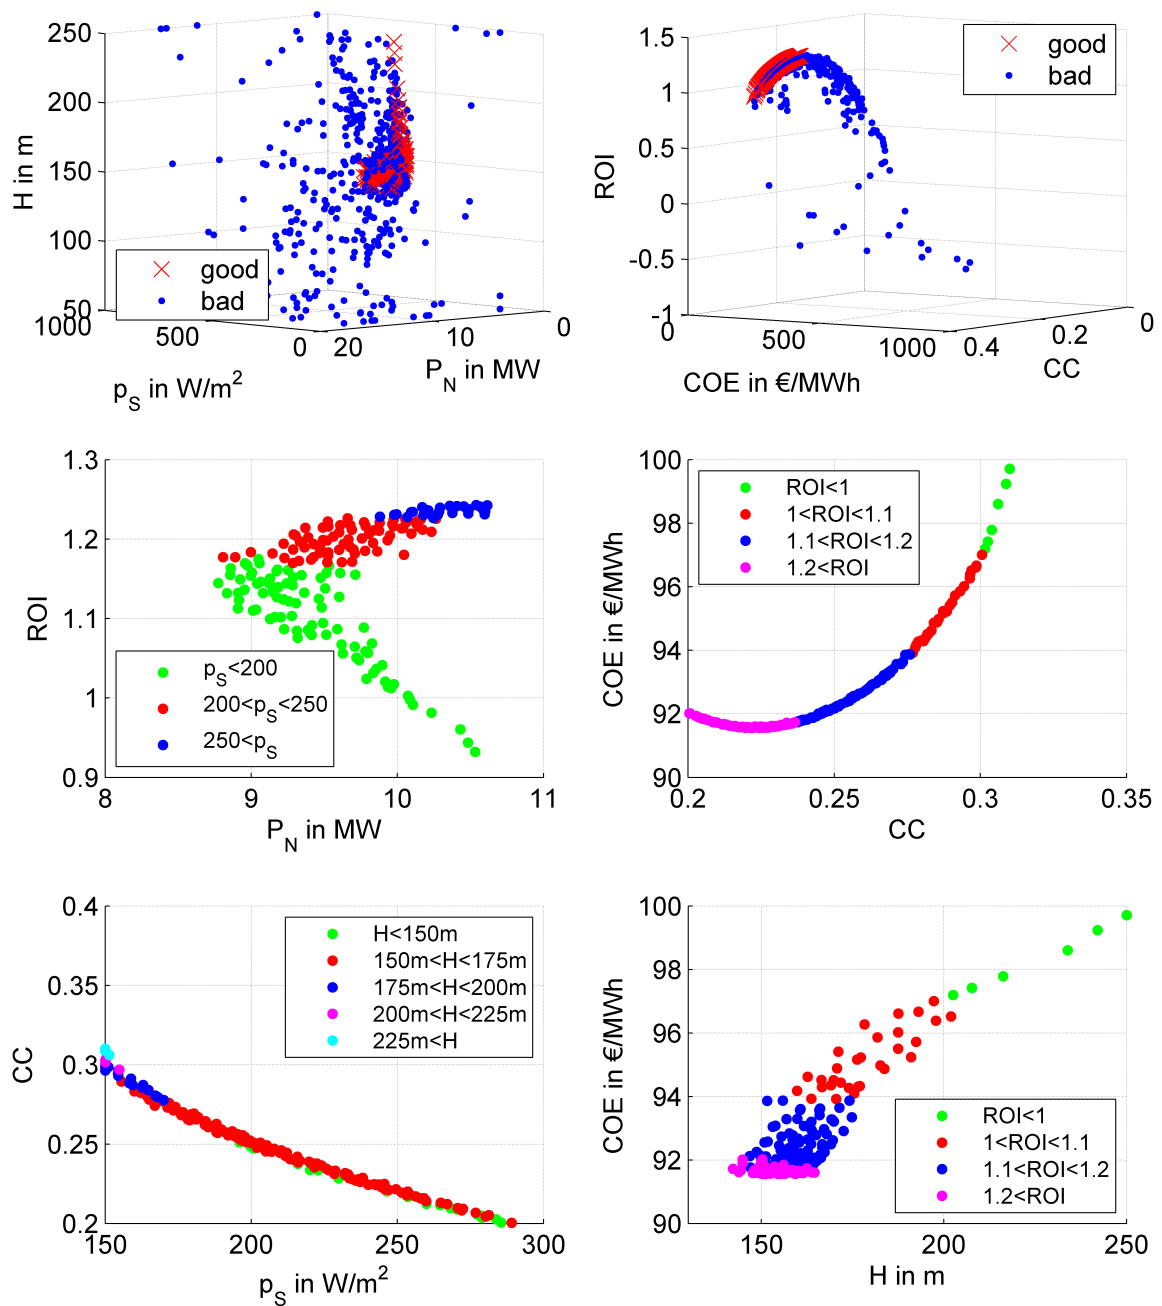 250
200
150
100
50
H in m
good
bad
1000
500
0
20
10
0
p_S in W/m²
P_N in MW
1.5
1
0.5
0
-0.5
-1
ROI
good
bad
0
500
1000
0.4
0.2
0
COE in €/MWh
CC
1.3
1.2
1.1
1
0.9
ROI
p_S<200
200<p_S<250
250<p_S
8
9
10
11
P_N in MW
100
98
96
94
92
90
COE in €/MWh
ROI<1
1<ROI<1.1
1.1<ROI<1.2
1.2<ROI
0.2
0.25
0.3
0.35
CC
0.4
0.35
0.3
0.25
0.2
CC
H<150m
150m<H<175m
175m<H<200m
200m<H<225m
225m<H
150
200
250
300
p_S in W/m²
100
98
96
94
92
90
COE in €/MWh
ROI<1
1<ROI<1.1
1.1<ROI<1.2
1.2<ROI
150
200
250
H in m